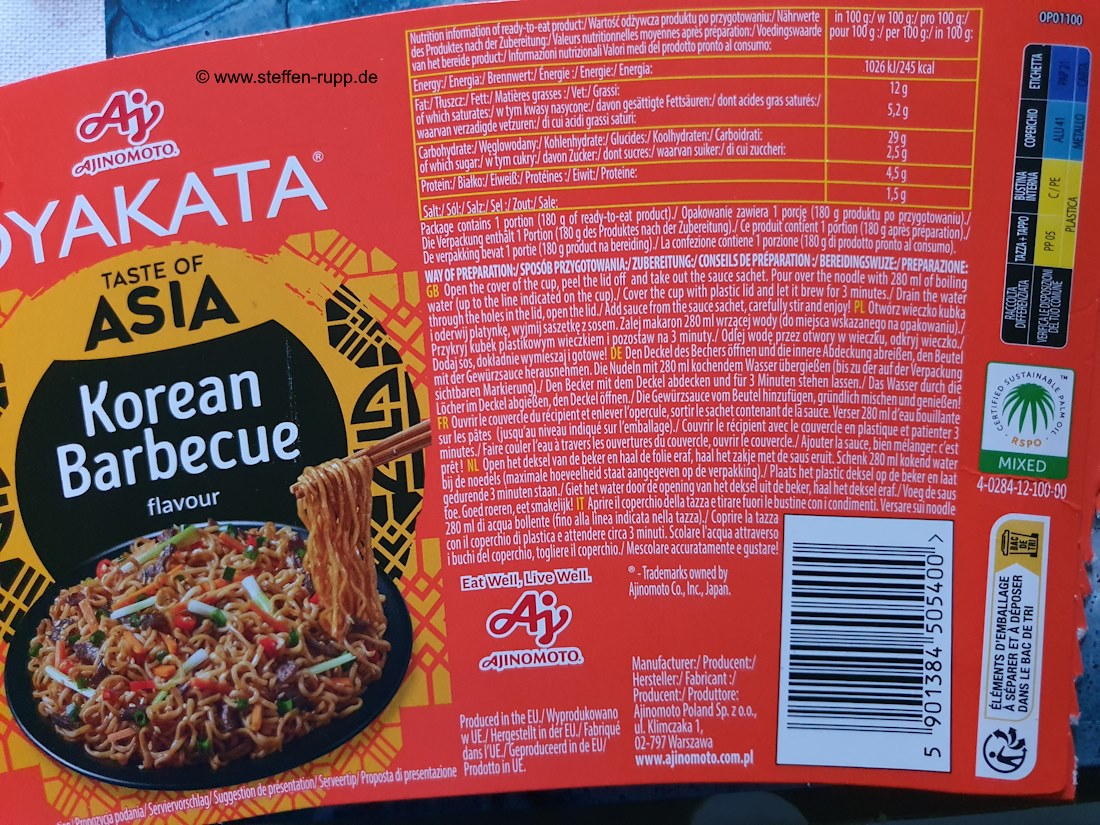 © www.steffen-rupp.de
Aj
AJINOMOTO.
OYAKATA®
TASTE OF
ASIA
Korean
Barbecue
flavour
Propozycja podania/ Serviervorschlag/ Suggestion de présentation/ Serveertip/ Proposta di presentazione
Nutrition information of ready-to-eat product:/ Wartość odżywcza produktu po przygotowaniu:/ Nährwerte
des Produktes nach der Zubereitung:/ Valeurs nutritionnelles moyennes après préparation:/ Voedingswaarde
van het bereide product:/ Informazioni nutrizionali Valori medi del prodotto pronto al consumo:
in 100 g:/ w 100 g:/ pro 100 g:/
pour 100 g :/ per 100 g:/ in 100 g:
Energy:/ Energia:/ Brennwert:/ Énergie :/ Energie:/ Energia:
1026 kJ/245 kcal
Fat:/ Tłuszcz:/ Fett:/ Matières grasses :/ Vet:/ Grassi:
12 g
of which saturates:/ w tym kwasy nasycone:/ davon gesättigte Fettsäuren:/ dont acides gras saturés:/
5,2 g
waarvan verzadigde vetzuren:/ di cui acidi grassi saturi:
Carbohydrate:/ Węglowodany:/ Kohlenhydrate:/ Glucides:/ Koolhydraten:/ Carboidrati:
29 g
of which sugar:/ w tym cukry:/ davon Zucker:/ dont sucres:/ waarvan suiker:/ di cui zuccheri:
2,5 g
Protein:/ Białko:/ Eiweiß:/ Protéines :/ Eiwit:/ Proteine:
4,5 g
Salt:/ Sól:/ Salz:/ Sel :/ Zout:/ Sale:
1,5 g
Package contains 1 portion (180 g of ready-to-eat product)./ Opakowanie zawiera 1 porcję (180 g produktu po przygotowaniu)./
Die Verpackung enthält 1 Portion (180 g des Produktes nach der Zubereitung)./ Ce produit contient 1 portion (180 g après préparation)./
De verpakking bevat 1 portie (180 g product na bereiding)./ La confezione contiene 1 porzione (180 g di prodotto pronto al consumo).
WAY OF PREPARATION:/ SPOSÓB PRZYGOTOWANIA:/ ZUBEREITUNG:/ CONSEILS DE PRÉPARATION :/ BEREIDINGSWIJZE:/ PREPARAZIONE:
GB Open the cover of the cup, peel the lid off and take out the sauce sachet. Pour over the noodle with 280 ml of boiling
water (up to the line indicated on the cup)./ Cover the cup with plastic lid and let it brew for 3 minutes./ Drain the water
through the holes in the lid, open the lid./ Add sauce from the sauce sachet, carefully stir and enjoy! PL Otwórz wieczko kubka
i oderwij platynkę, wyjmij saszetkę z sosem. Zalej makaron 280 ml wrzącej wody (do miejsca wskazanego na opakowaniu)./
Przykryj kubek plastikowym wieczkiem i pozostaw na 3 minuty./ Odlej wodę przez otwory w wieczku, odkryj wieczko./
Dodaj sos, dokładnie wymieszaj i gotowe! DE Den Deckel des Bechers öffnen und die innere Abdeckung abreißen, den Beutel
mit der Gewürzsauce herausnehmen. Die Nudeln mit 280 ml kochendem Wasser übergießen (bis zu der auf der Verpackung
sichtbaren Markierung)./ Den Becher mit dem Deckel abdecken und für 3 Minuten stehen lassen./ Das Wasser durch die
Löcher im Deckel abgießen, den Deckel öffnen./ Die Gewürzsauce vom Beutel hinzufügen, gründlich mischen und genießen!
FR Ouvrir le couvercle du récipient et enlever l'opercule, sortir le sachet contenant de la sauce. Verser 280 ml d'eau bouillante
sur les pâtes (jusqu'au niveau indiqué sur l'emballage)./ Couvrir le récipient avec le couvercle en plastique et patienter 3
minutes./ Faire couler l'eau à travers les ouvertures du couvercle, ouvrir le couvercle./ Ajouter la sauce, bien mélanger: c'est
prêt ! NL Open het deksel van de beker en haal de folie eraf, haal het zakje met de saus eruit. Schenk 280 ml kokend water
bij de noedels (maximale hoeveelheid staat aangegeven op de verpakking)./ Plaats het plastic deksel op de beker en laat
gedurende 3 minuten staan./ Giet het water door de opening van het deksel uit de beker, haal het deksel eraf./ Voeg de saus
toe. Goed roeren, eet smakelijk! IT Aprire il coperchio della tazza e tirare fuori le bustine con i condimenti. Versare sui noodle
280 ml di acqua bollente (fino alla linea indicata nella tazza)./ Coprire la tazza
con il coperchio di plastica e attendere circa 3 minuti. Scolare l'acqua attraverso
i buchi del coperchio, togliere il coperchio./ Mescolare accuratamente e gustare!
Eat Well, Live Well.
Aj
AJINOMOTO.
® - Trademarks owned by
Ajinomoto Co., Inc., Japan.
Produced in the EU./ Wyprodukowano
w UE./ Hergestellt in der EU./ Fabriqué
dans l'UE./ Geproduceerd in de EU/
Prodotto in UE.
Manufacturer:/ Producent:/
Hersteller:/ Fabricant :/
Producent:/ Produttore:
Ajinomoto Poland Sp. z o.o.,
ul. Klimczaka 1,
02-797 Warszawa
www.ajinomoto.com.pl
5 901384 505400 >
OP01100
ETICHETTA
PAP 21
CARTA
COPERCHIO
ALU 41
METALLO
BUSTINA INTERNA
C / PE
TAZZA + TAPPO
PP 05
PLASTICA
RACCOLTA DIFFERENZIATA
VERIFICA LE DISPOSIZIONI
DEL TUO COMUNE
CERTIFIED SUSTAINABLE PALM OIL ™
RSPO
MIXED
4-0284-12-100-00
BAC
DE
TRI
ÉLÉMENTS D'EMBALLAGE
À SÉPARER ET À DÉPOSER
DANS LE BAC DE TRI